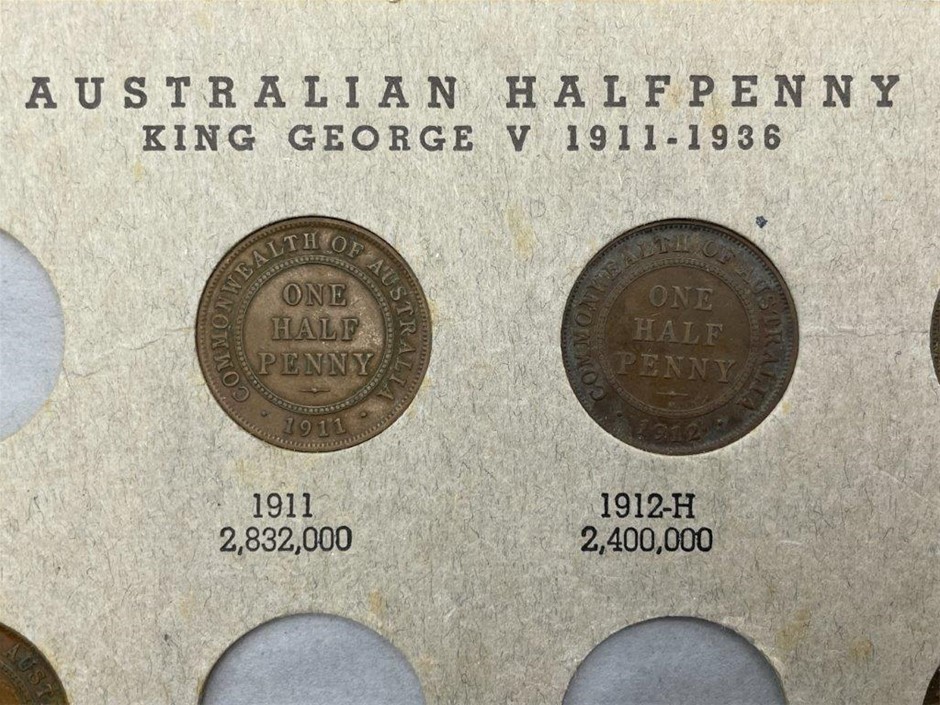 AUSTRALIAN HALFPENNY
KING GEORGE V 1911-1936
COMMONWEALTH OF AUSTRALIA
ONE
HALF
PENNY
1911
COMMONWEALTH OF AUSTRALIA
ONE
HALF
PENNY
1912
1911
2,832,000
1912-H
2,400,000
AUST